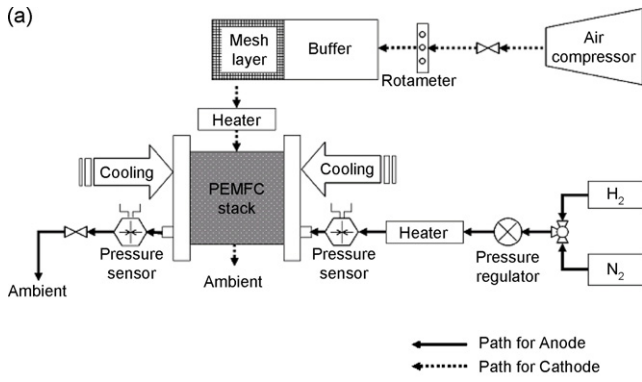 (a)
Mesh
layer
Buffer
Rotameter
Air
compressor
Heater
Cooling
Cooling
PEMFC
stack
H2
Heater
N2
Pressure
sensor
Pressure
sensor
Pressure
regulator
Ambient
Ambient
Path for Anode
Path for Cathode